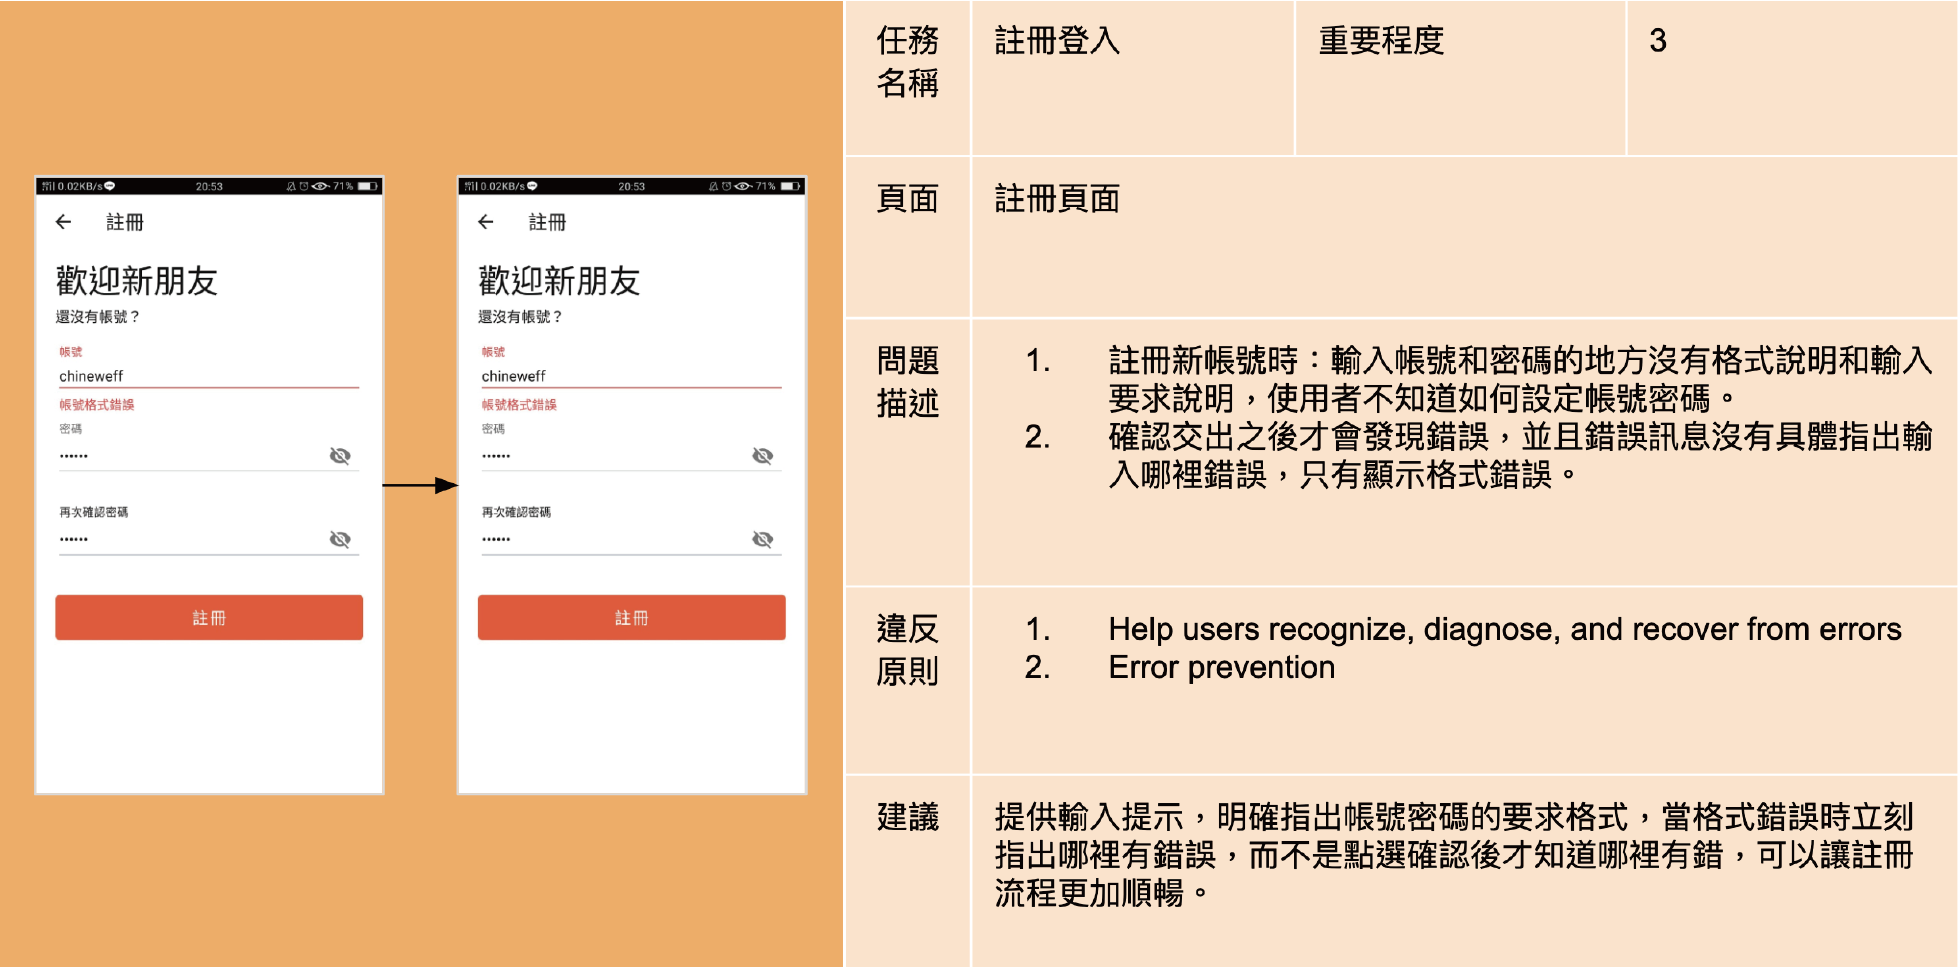 0.02KB/s 20:53 71%
註冊
歡迎新朋友
還沒有帳號？
帳號
chineweff
帳號格式錯誤
密碼
••••••
再次確認密碼
••••••
註冊
0.02KB/s 20:53 71%
註冊
歡迎新朋友
還沒有帳號？
帳號
chineweff
帳號格式錯誤
密碼
••••••
再次確認密碼
••••••
註冊
任務
名稱
註冊登入
重要程度
3
頁面
註冊頁面
問題
描述
1. 註冊新帳號時：輸入帳號和密碼的地方沒有格式說明和輸入
要求說明，使用者不知道如何設定帳號密碼。
2. 確認交出之後才會發現錯誤，並且錯誤訊息沒有具體指出輸
入哪裡錯誤，只有顯示格式錯誤。
違反
原則
1. Help users recognize, diagnose, and recover from errors
2. Error prevention
建議
提供輸入提示，明確指出帳號密碼的要求格式，當格式錯誤時立刻
指出哪裡有錯誤，而不是點選確認後才知道哪裡有錯，可以讓註冊
流程更加順暢。